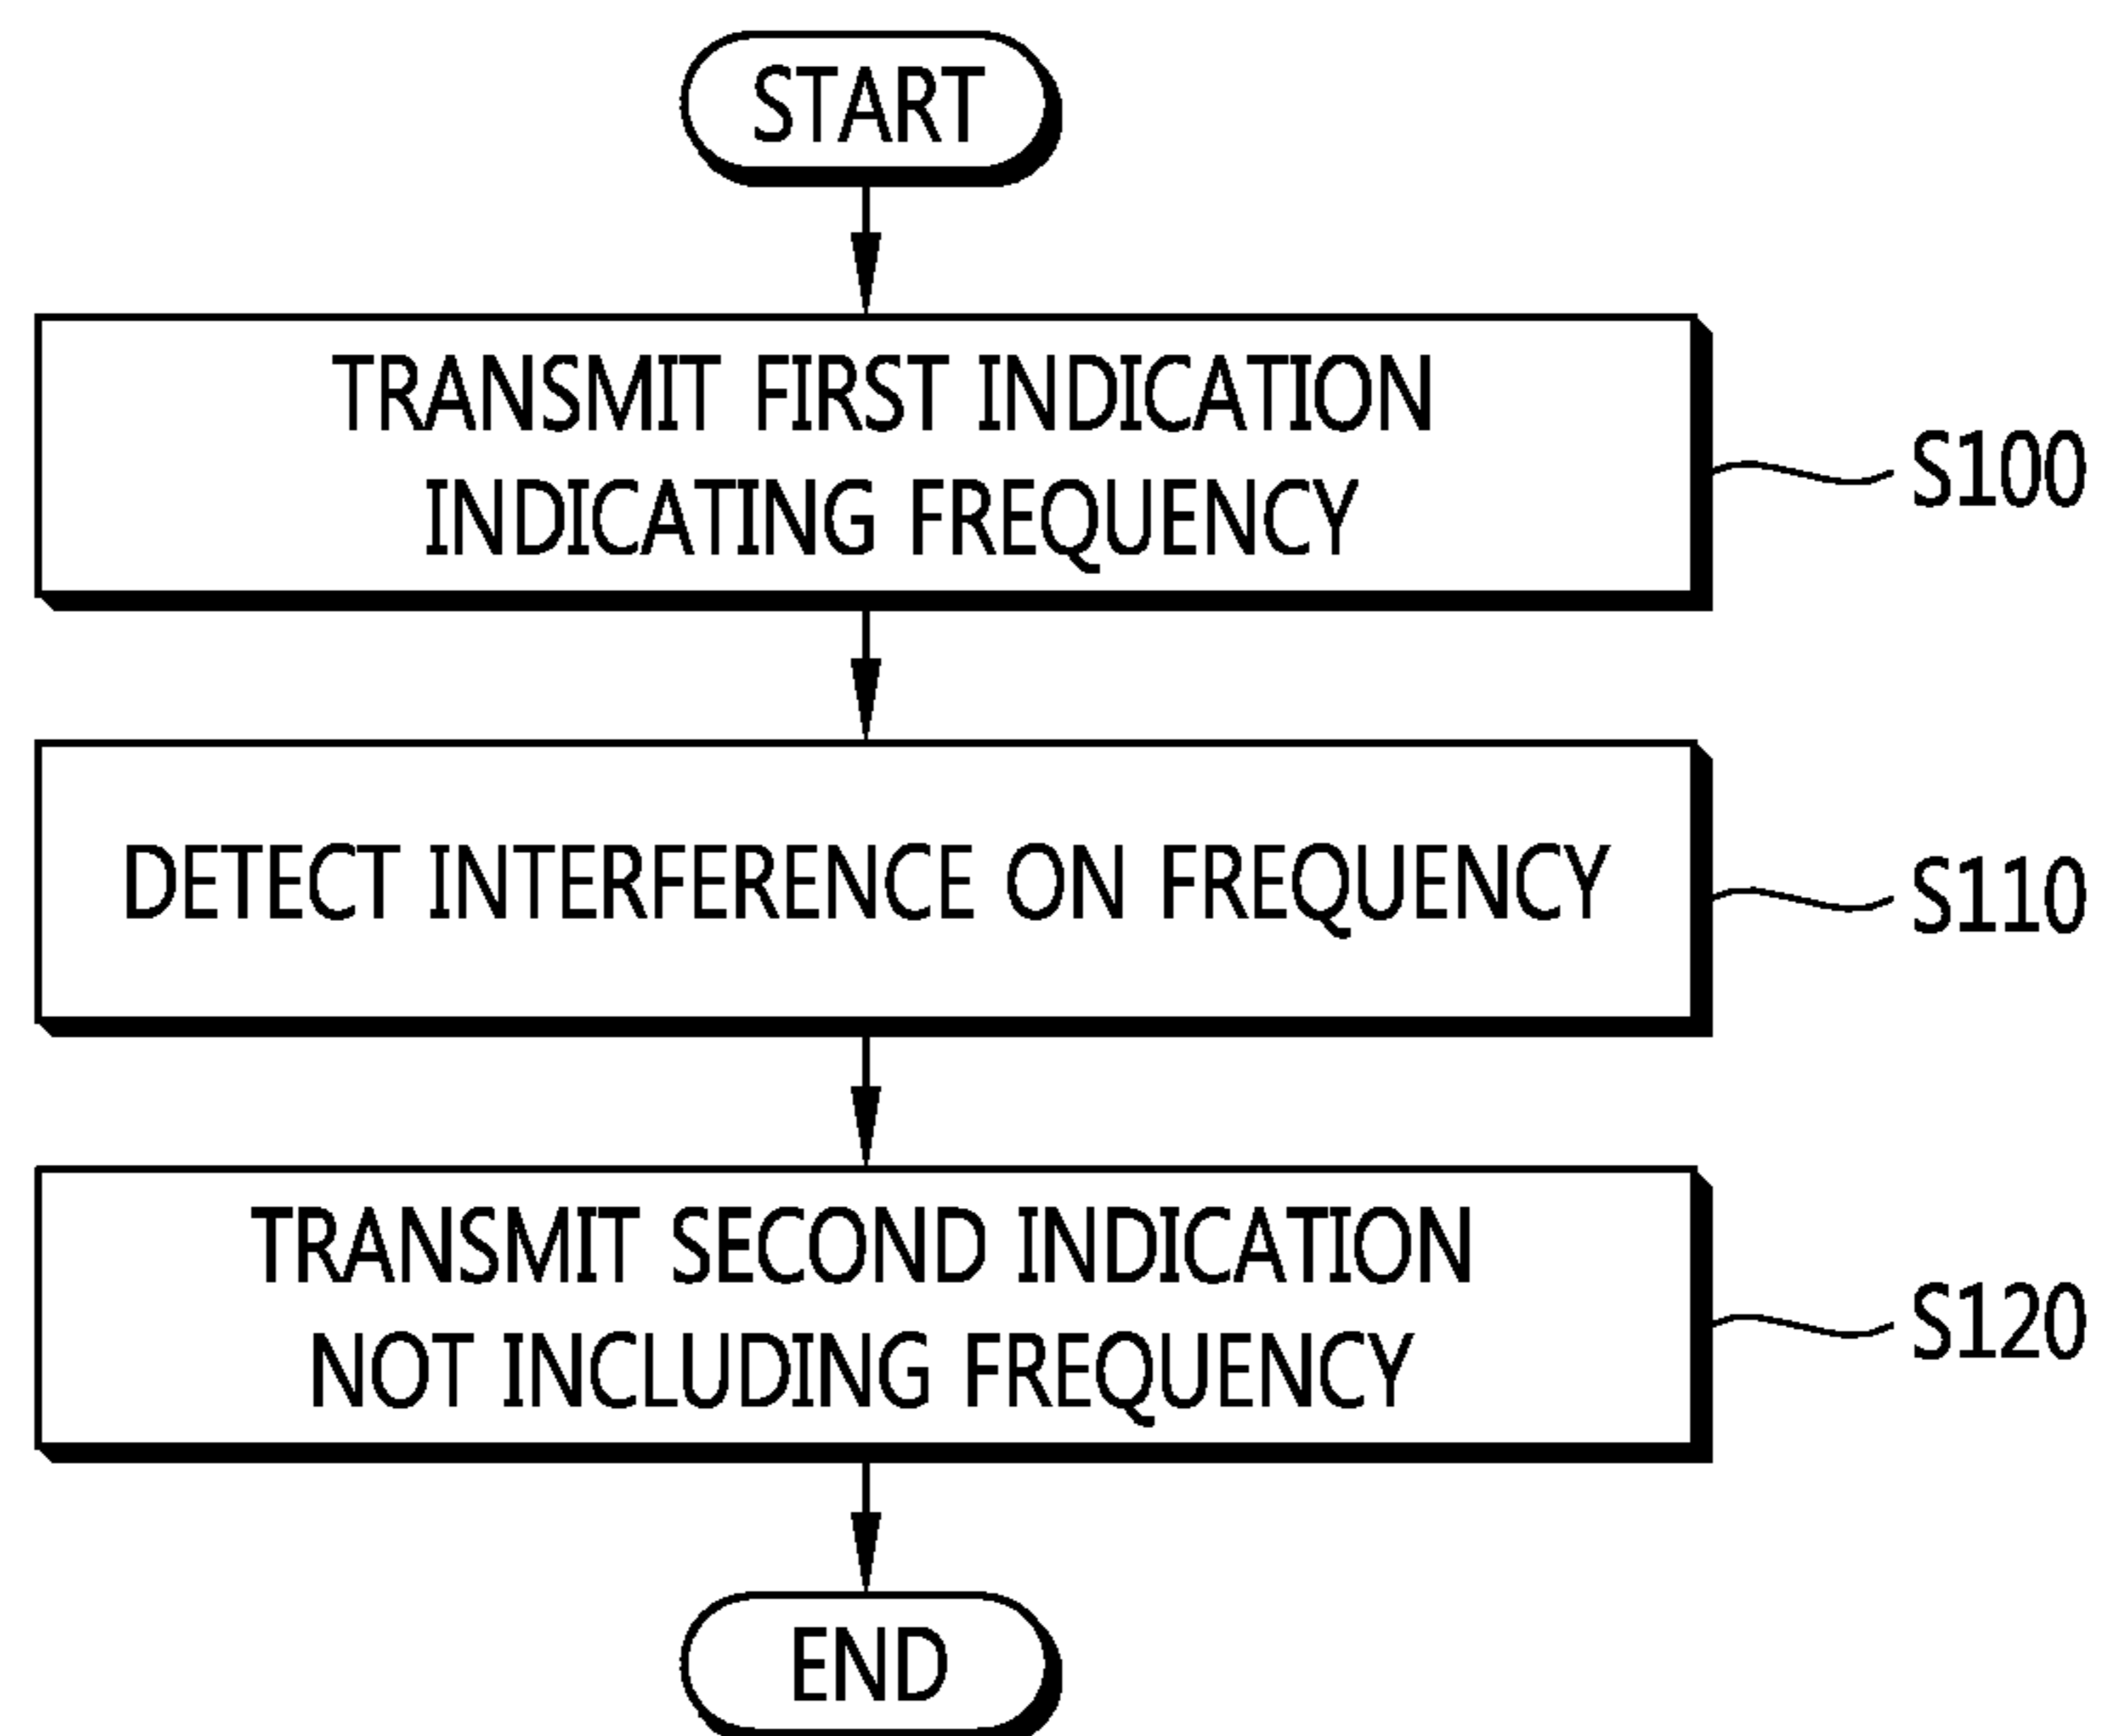 START
TRANSMIT FIRST INDICATION
INDICATING FREQUENCY
S100
DETECT INTERFERENCE ON FREQUENCY
S110
TRANSMIT SECOND INDICATION
NOT INCLUDING FREQUENCY
S120
END